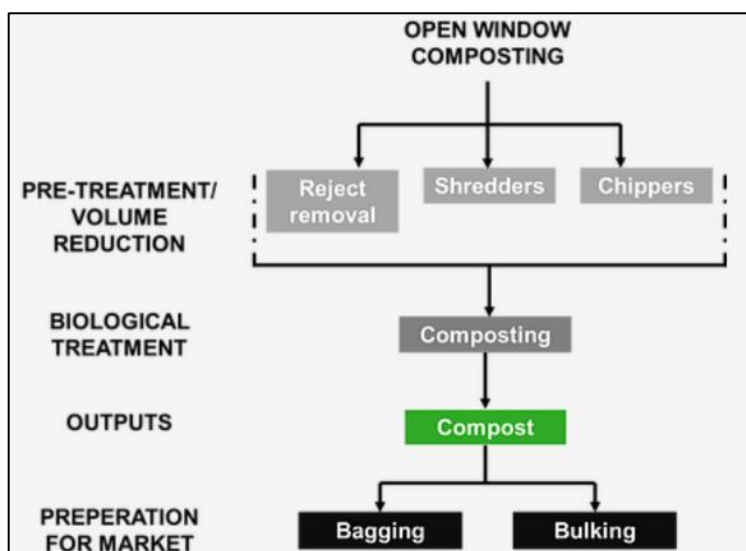 OPEN WINDOW
COMPOSTING
PRE-TREATMENT/
VOLUME
REDUCTION
Reject
removal
Shredders
Chippers
BIOLOGICAL
TREATMENT
Composting
OUTPUTS
Compost
PREPERATION
FOR MARKET
Bagging
Bulking